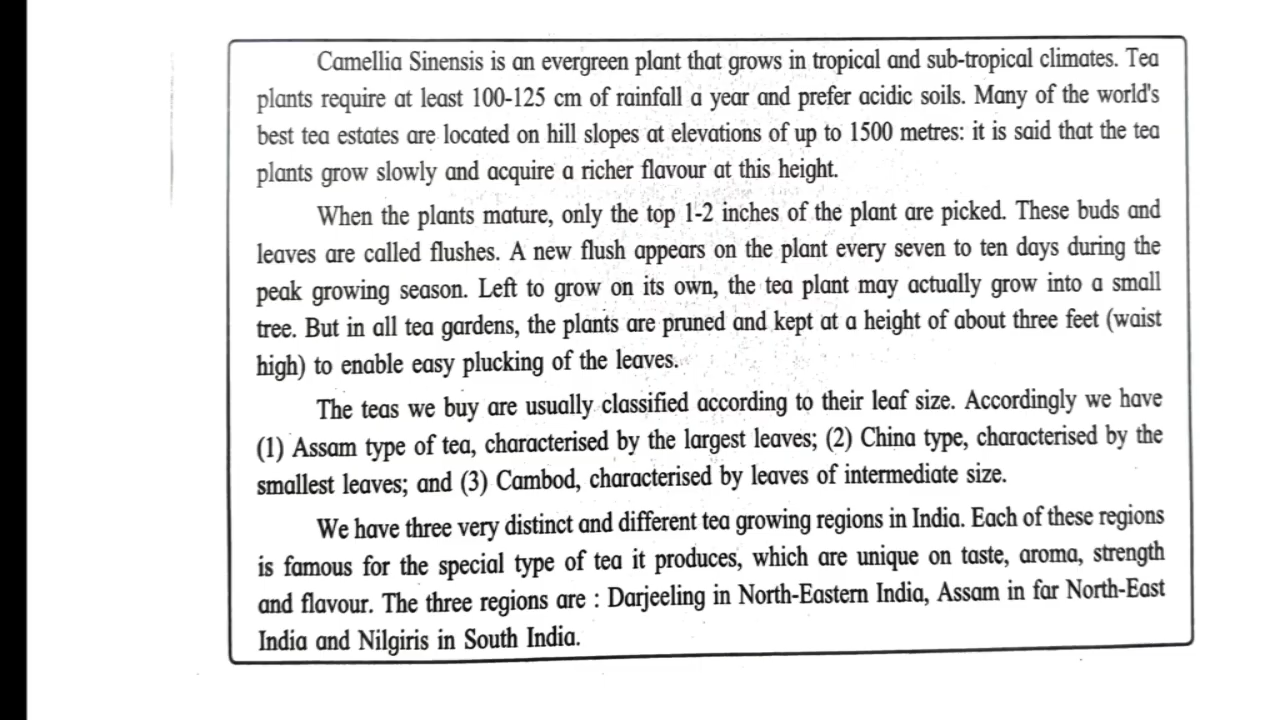 Camellia Sinensis is an evergreen plant that grows in tropical and sub-tropical climates. Tea
plants require at least 100-125 cm of rainfall a year and prefer acidic soils. Many of the world's
best tea estates are located on hill slopes at elevations of up to 1500 metres: it is said that the tea
plants grow slowly and acquire a richer flavour at this height.
When the plants mature, only the top 1-2 inches of the plant are picked. These buds and
leaves are called flushes. A new flush appears on the plant every seven to ten days during the
peak growing season. Left to grow on its own, the tea plant may actually grow into a small
tree. But in all tea gardens, the plants are pruned and kept at a height of about three feet (waist
high) to enable easy plucking of the leaves.
The teas we buy are usually classified according to their leaf size. Accordingly we have
(1) Assam type of tea, characterised by the largest leaves; (2) China type, characterised by the
smallest leaves; and (3) Cambod, characterised by leaves of intermediate size.
We have three very distinct and different tea growing regions in India. Each of these regions
is famous for the special type of tea it produces, which are unique on taste, aroma, strength
and flavour. The three regions are : Darjeeling in North-Eastern India, Assam in far North-East
India and Nilgiris in South India.